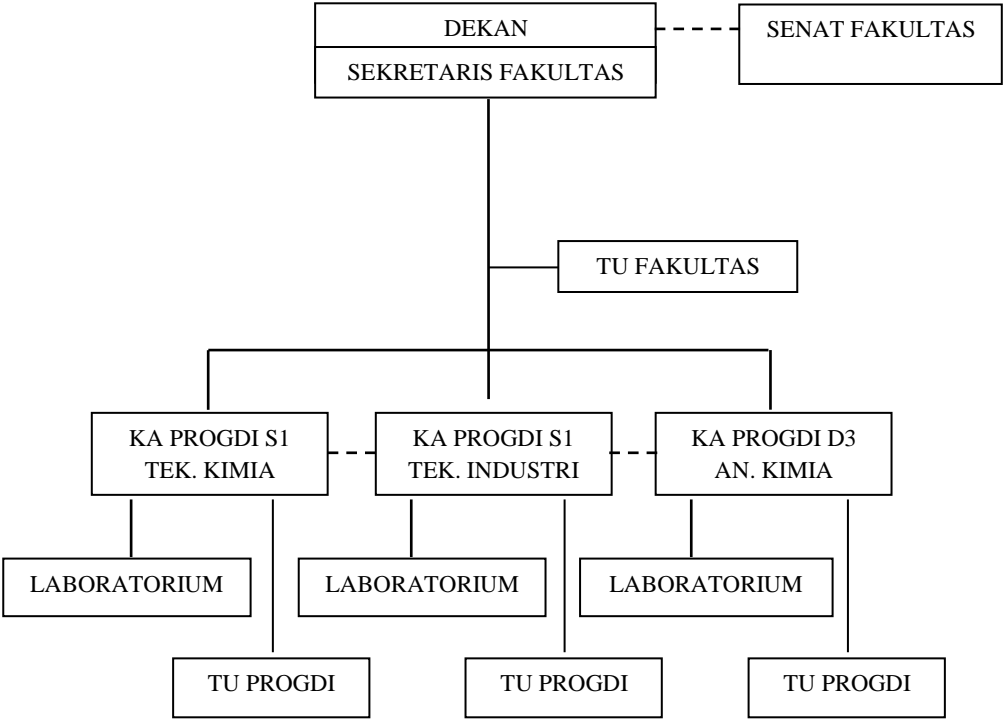 DEKAN
SENAT FAKULTAS
SEKRETARIS FAKULTAS
TU FAKULTAS
KA PROGDI S1
TEK. KIMIA
KA PROGDI S1
TEK. INDUSTRI
KA PROGDI D3
AN. KIMIA
LABORATORIUM
LABORATORIUM
LABORATORIUM
TU PROGDI
TU PROGDI
TU PROGDI